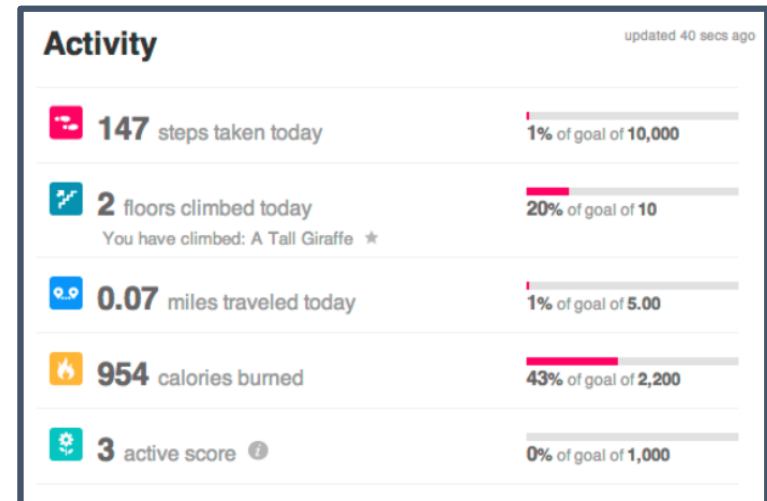 Activity
updated 40 secs ago
147 steps taken today
1% of goal of 10,000
2 floors climbed today
20% of goal of 10
You have climbed: A Tall Giraffe
0.07 miles traveled today
1% of goal of 5.00
954 calories burned
43% of goal of 2,200
3 active score
0% of goal of 1,000